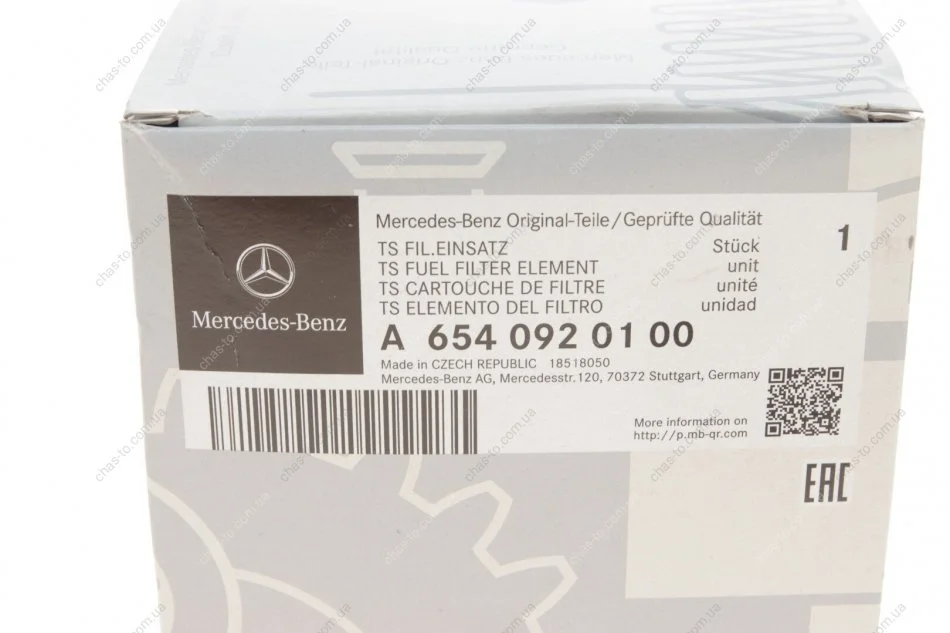 Mercedes-Benz Original-Teile/Geprüfte Qualität
TS FIL.EINSATZ Stück 1
TS FUEL FILTER ELEMENT unit
TS CARTOUCHE DE FILTRE unité
TS ELEMENTO DEL FILTRO unidad
Mercedes-Benz
A 654 092 01 00
Made in CZECH REPUBLIC 18518050
Mercedes-Benz AG, Mercedesstr.120, 70372 Stuttgart, Germany
More information on
http://p.mb-qr.com
EAC
chas-to.com.ua